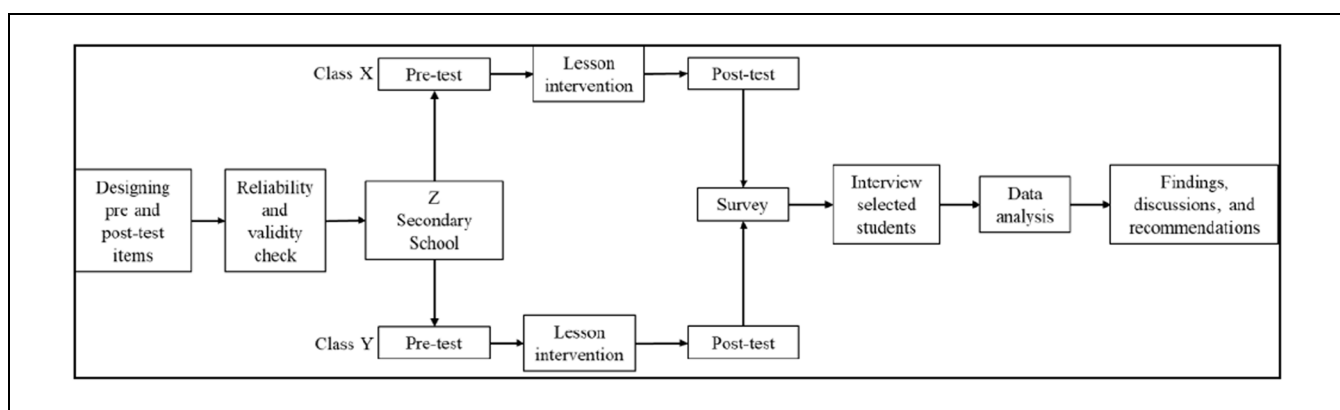 Class X
Pre-test
Lesson
intervention
Post-test
Designing
pre and
post-test
items
Reliability
and
validity
check
Z
Secondary
School
Survey
Interview
selected
students
Data
analysis
Findings,
discussions, and
recommendations
Class Y
Pre-test
Lesson
intervention
Post-test